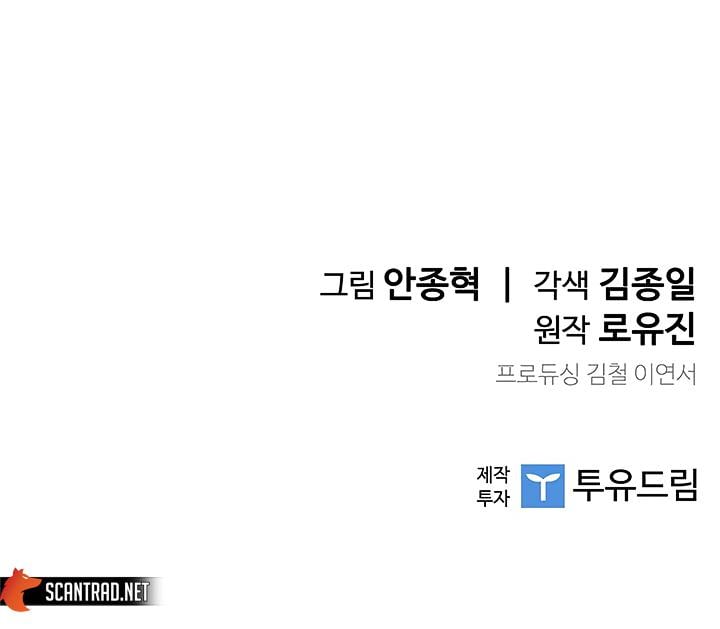 그림 안종혁 | 각색 김종일
원작 로유진
프로듀싱 김철 이연서
제작
투자
투유드림
SCANTRAD.NET